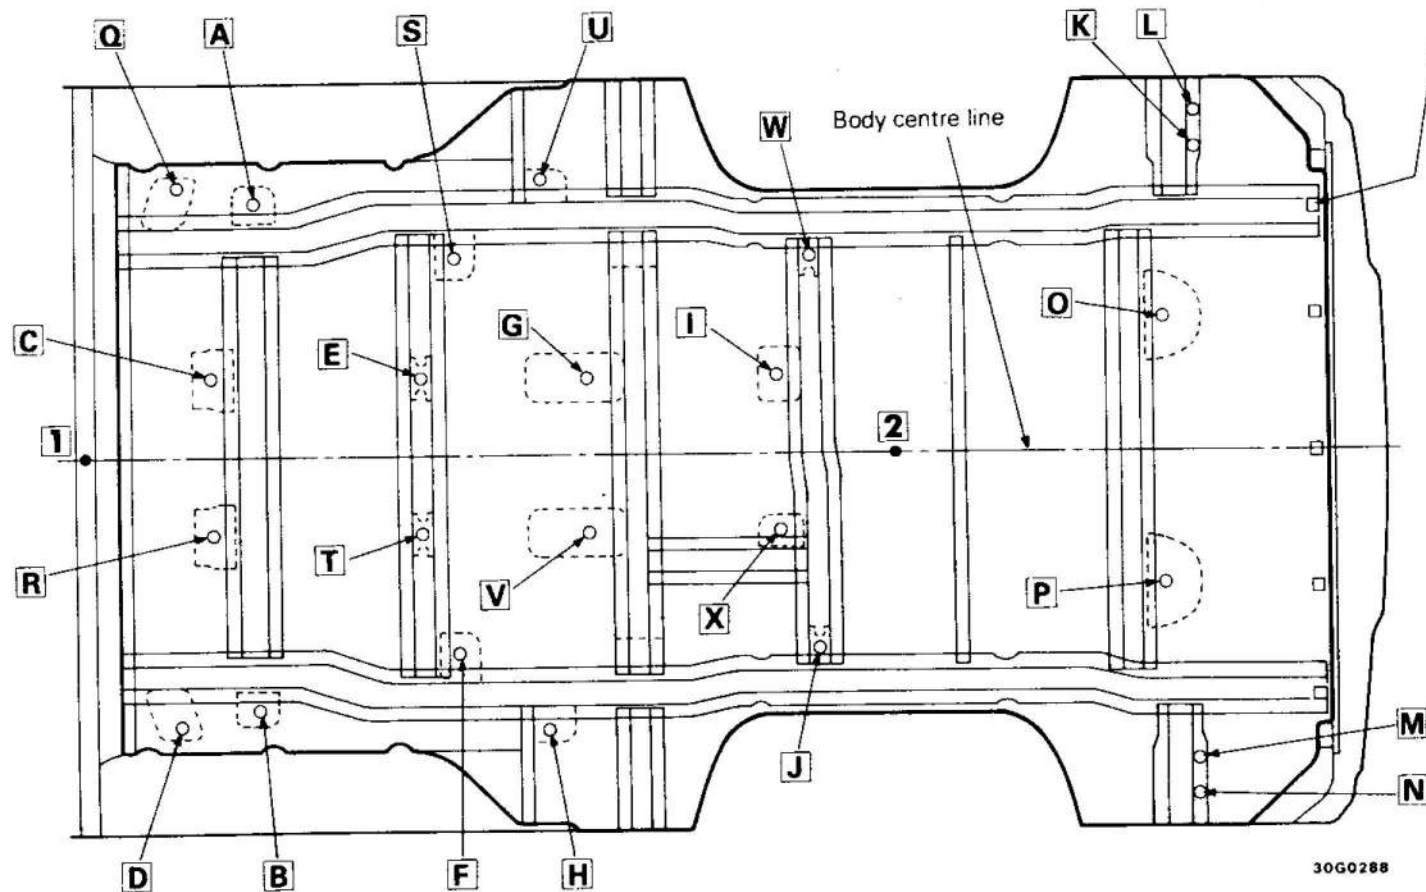 Q A S U K L
W Body centre line
C E G I O
1 2
R T V X P
J M
N
D B F H
30G0288